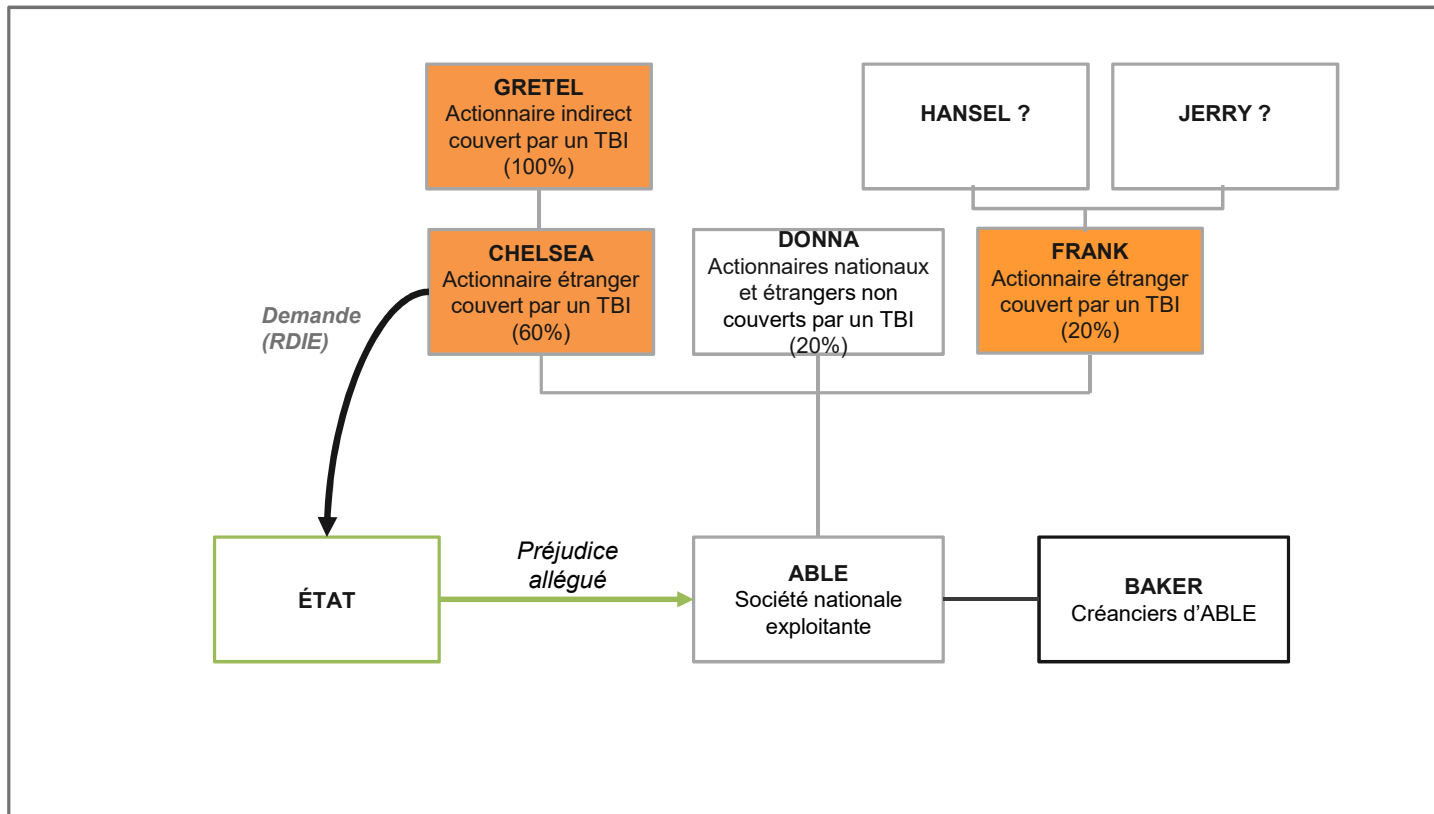 GRETEL
Actionnaire indirect
couvert par un TBI
(100%)
HANSEL ?
JERRY ?
CHELSEA
Actionnaire étranger
couvert par un TBI
(60%)
DONNA
Actionnaires nationaux
et étrangers non
couverts par un TBI
(20%)
FRANK
Actionnaire étranger
couvert par un TBI
(20%)
Demande
(RDIE)
ÉTAT
Préjudice
allégué
ABLE
Société nationale
exploitante
BAKER
Créanciers d’ABLE